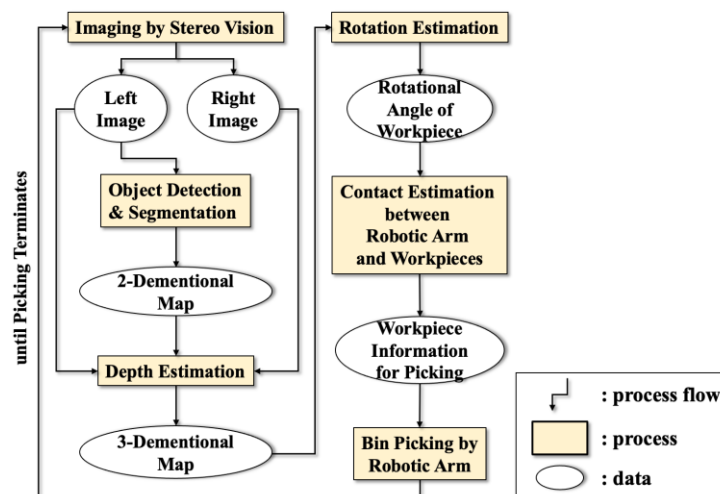 Imaging by Stereo Vision
Left
Image
Right
Image
Object Detection
& Segmentation
2-Dementional
Map
Depth Estimation
3-Dementional
Map
until Picking Terminates
Rotation Estimation
Rotational
Angle of
Workpiece
Contact Estimation
between
Robotic Arm
and Workpieces
Workpiece
Information
for Picking
Bin Picking by
Robotic Arm
: process flow
: process
: data